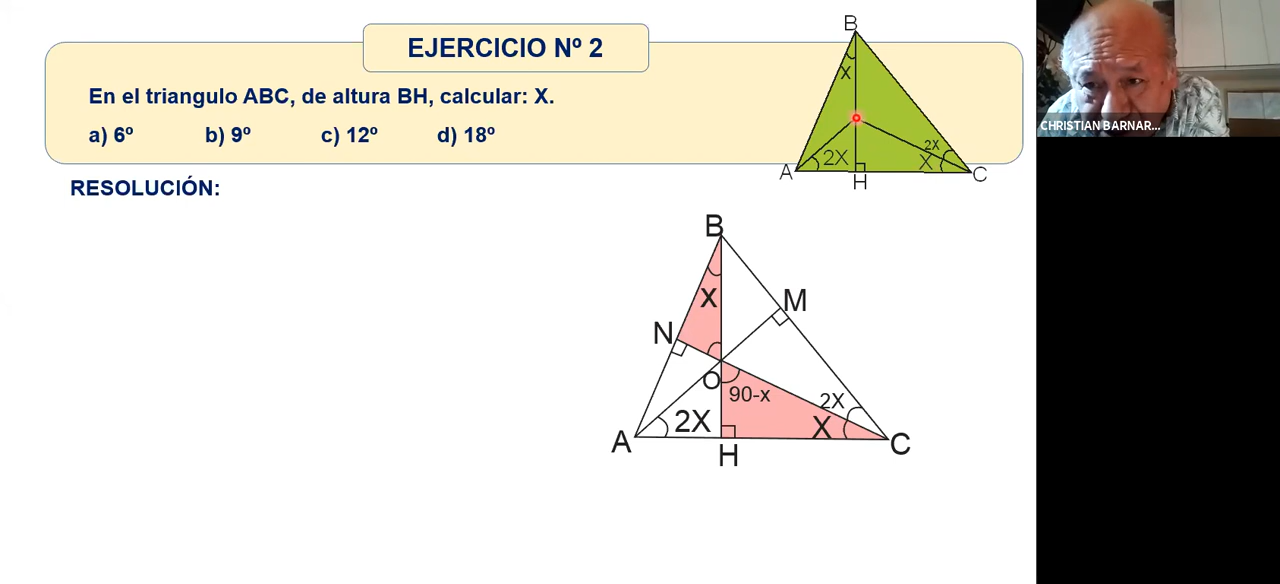 EJERCICIO Nº 2
En el triangulo ABC, de altura BH, calcular: X.
a) 6º b) 9º c) 12º d) 18º
B
X
2X
2X
X
A
H
C
CHRISTIAN BARNAR...
RESOLUCIÓN:
B
X
M
N
O
90-x
2X
2X
X
A
H
C